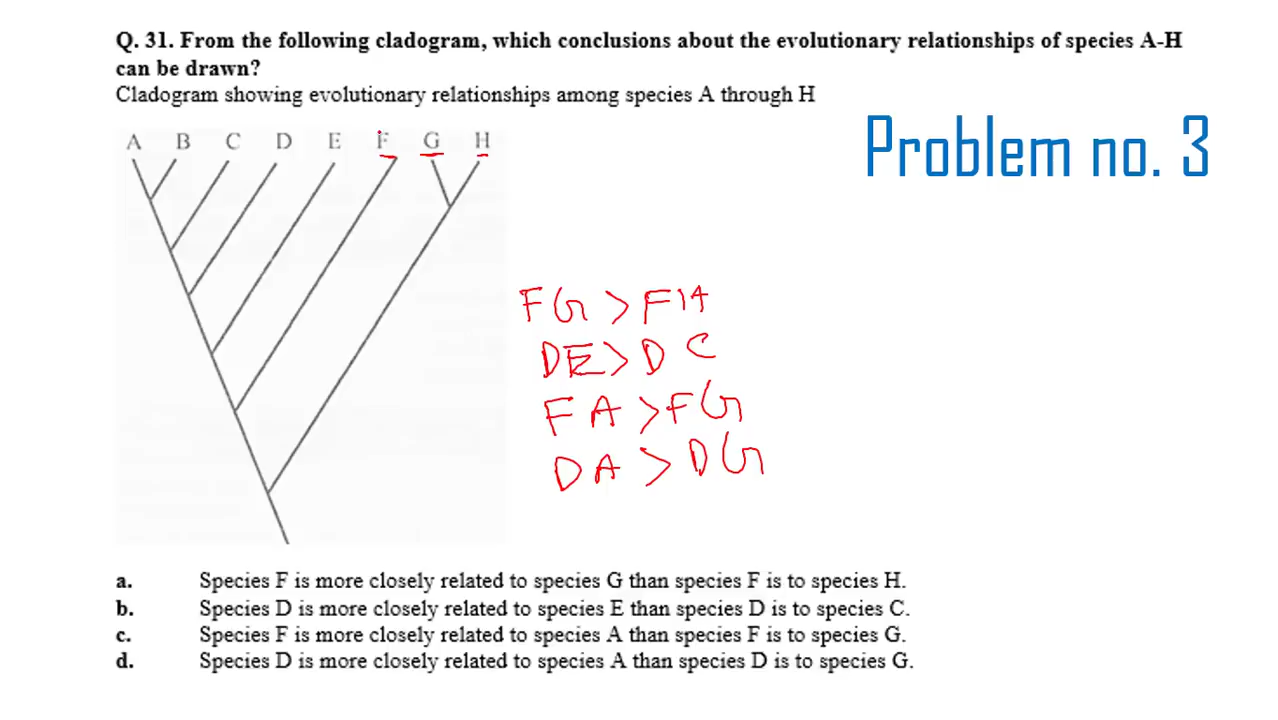 Q. 31. From the following cladogram, which conclusions about the evolutionary relationships of species A-H
can be drawn?
Cladogram showing evolutionary relationships among species A through H
Problem no. 3
A B C D E F G H
FG > FH
DE > D C
F A > FG
D A > DG
a. Species F is more closely related to species G than species F is to species H.
b. Species D is more closely related to species E than species D is to species C.
c. Species F is more closely related to species A than species F is to species G.
d. Species D is more closely related to species A than species D is to species G.